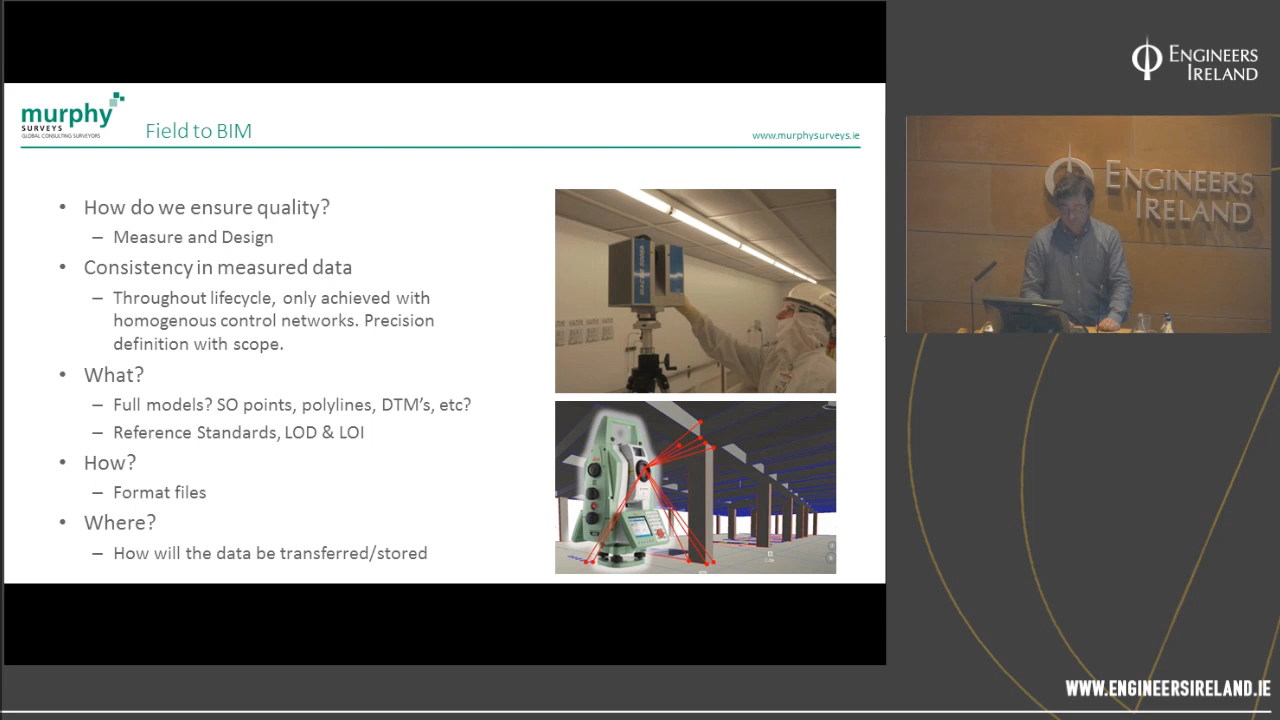 murphy
SURVEYS
GLOBAL CONSULTING SURVEYORS
Field to BIM
www.murphysurveys.ie
• How do we ensure quality?
– Measure and Design
• Consistency in measured data
– Throughout lifecycle, only achieved with
homogenous control networks. Precision
definition with scope.
• What?
– Full models? SO points, polylines, DTM's, etc?
– Reference Standards, LOD & LOI
• How?
– Format files
• Where?
– How will the data be transferred/stored
ENGINEERS
IRELAND
ENGINEERS
IRELAND
WWW.ENGINEERSIRELAND.IE